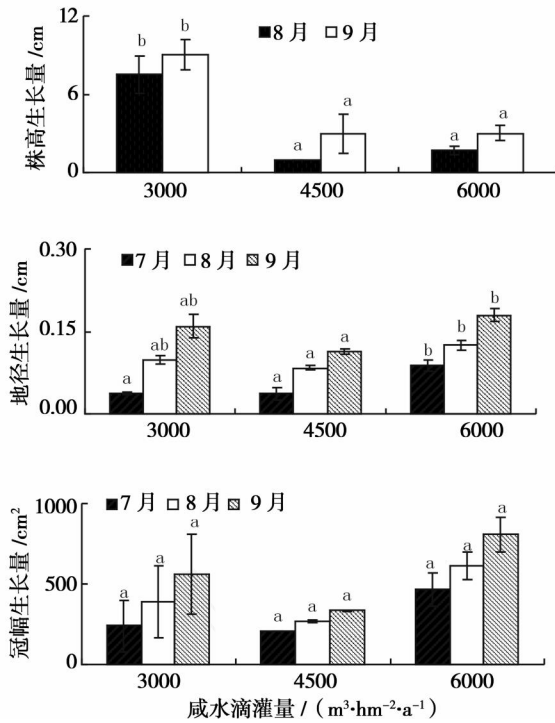 12
6
0
株高生长量/cm
8月 9月
b b
a a
a a
3000 4500 6000
0.30
0.15
0.00
地径生长量/cm
7月 8月 9月
a ab ab
a a a
b b b
3000 4500 6000
1000
500
0
冠幅生长量/cm²
7月 8月 9月
a a a
a a a
a a a
3000 4500 6000
咸水滴灌量/（m³·hm⁻²·a⁻¹）